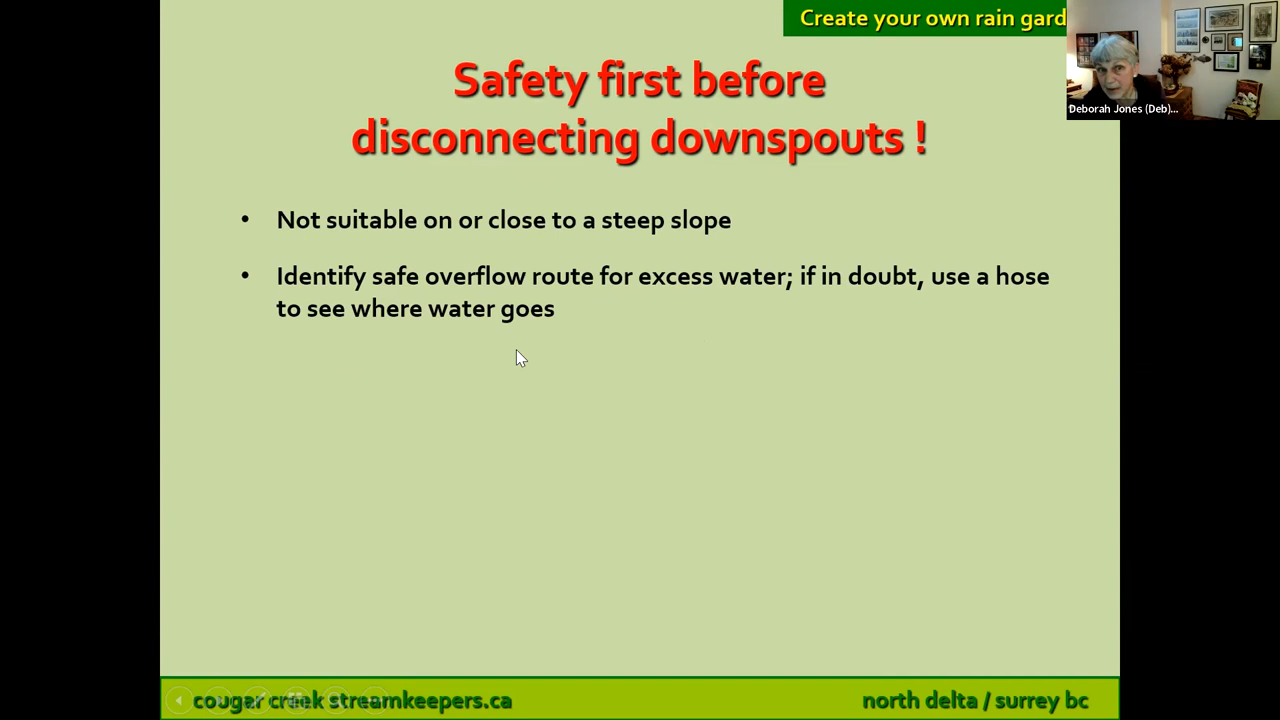 Create your own rain gard
Deborah Jones (Deb)...
Safety first before
disconnecting downspouts !
• Not suitable on or close to a steep slope
• Identify safe overflow route for excess water; if in doubt, use a hose
to see where water goes
cougar creek streamkeepers.ca
north delta / surrey bc